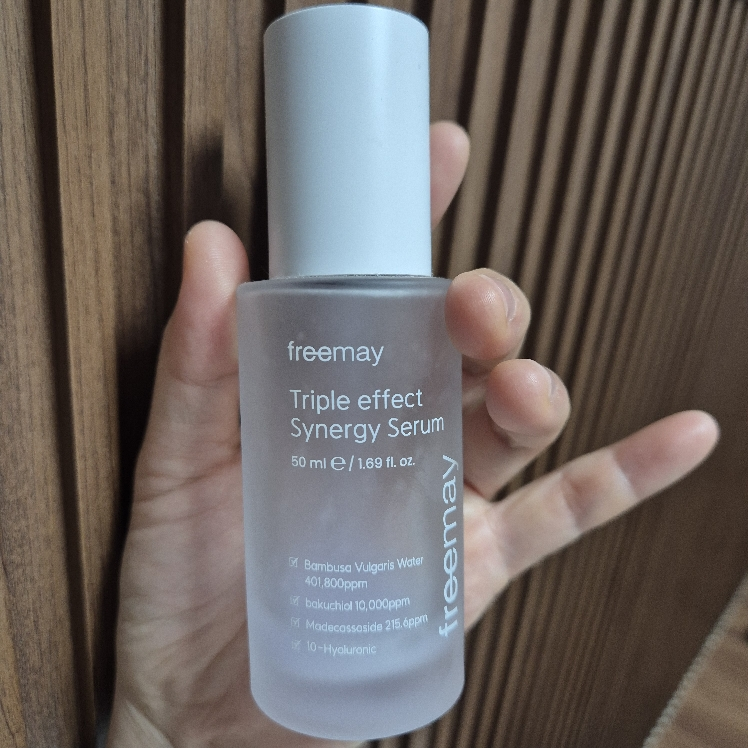 freemay
Triple effect
Synergy Serum
50 ml ℮ / 1.69 fl. oz.
Bambusa Vulgaris Water
401,800ppm
bakuchiol 10,000ppm
Madecassoside 215.6ppm
10-Hyaluronic
freemay